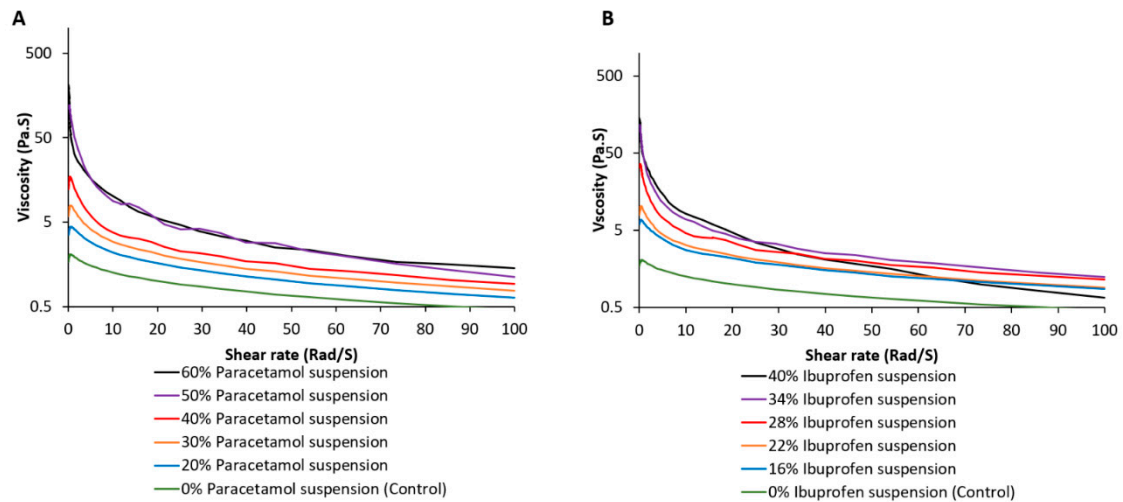 A
Viscosity (Pa.S)
500
50
5
0.5
0 10 20 30 40 50 60 70 80 90 100
Shear rate (Rad/S)
60% Paracetamol suspension
50% Paracetamol suspension
40% Paracetamol suspension
30% Paracetamol suspension
20% Paracetamol suspension
0% Paracetamol suspension (Control)
B
Vscosity (Pa.S)
500
50
5
0.5
0 10 20 30 40 50 60 70 80 90 100
Shear rate (Rad/S)
40% Ibuprofen suspension
34% Ibuprofen suspension
28% Ibuprofen suspension
22% Ibuprofen suspension
16% Ibuprofen suspension
0% Ibuprofen suspension (Control)